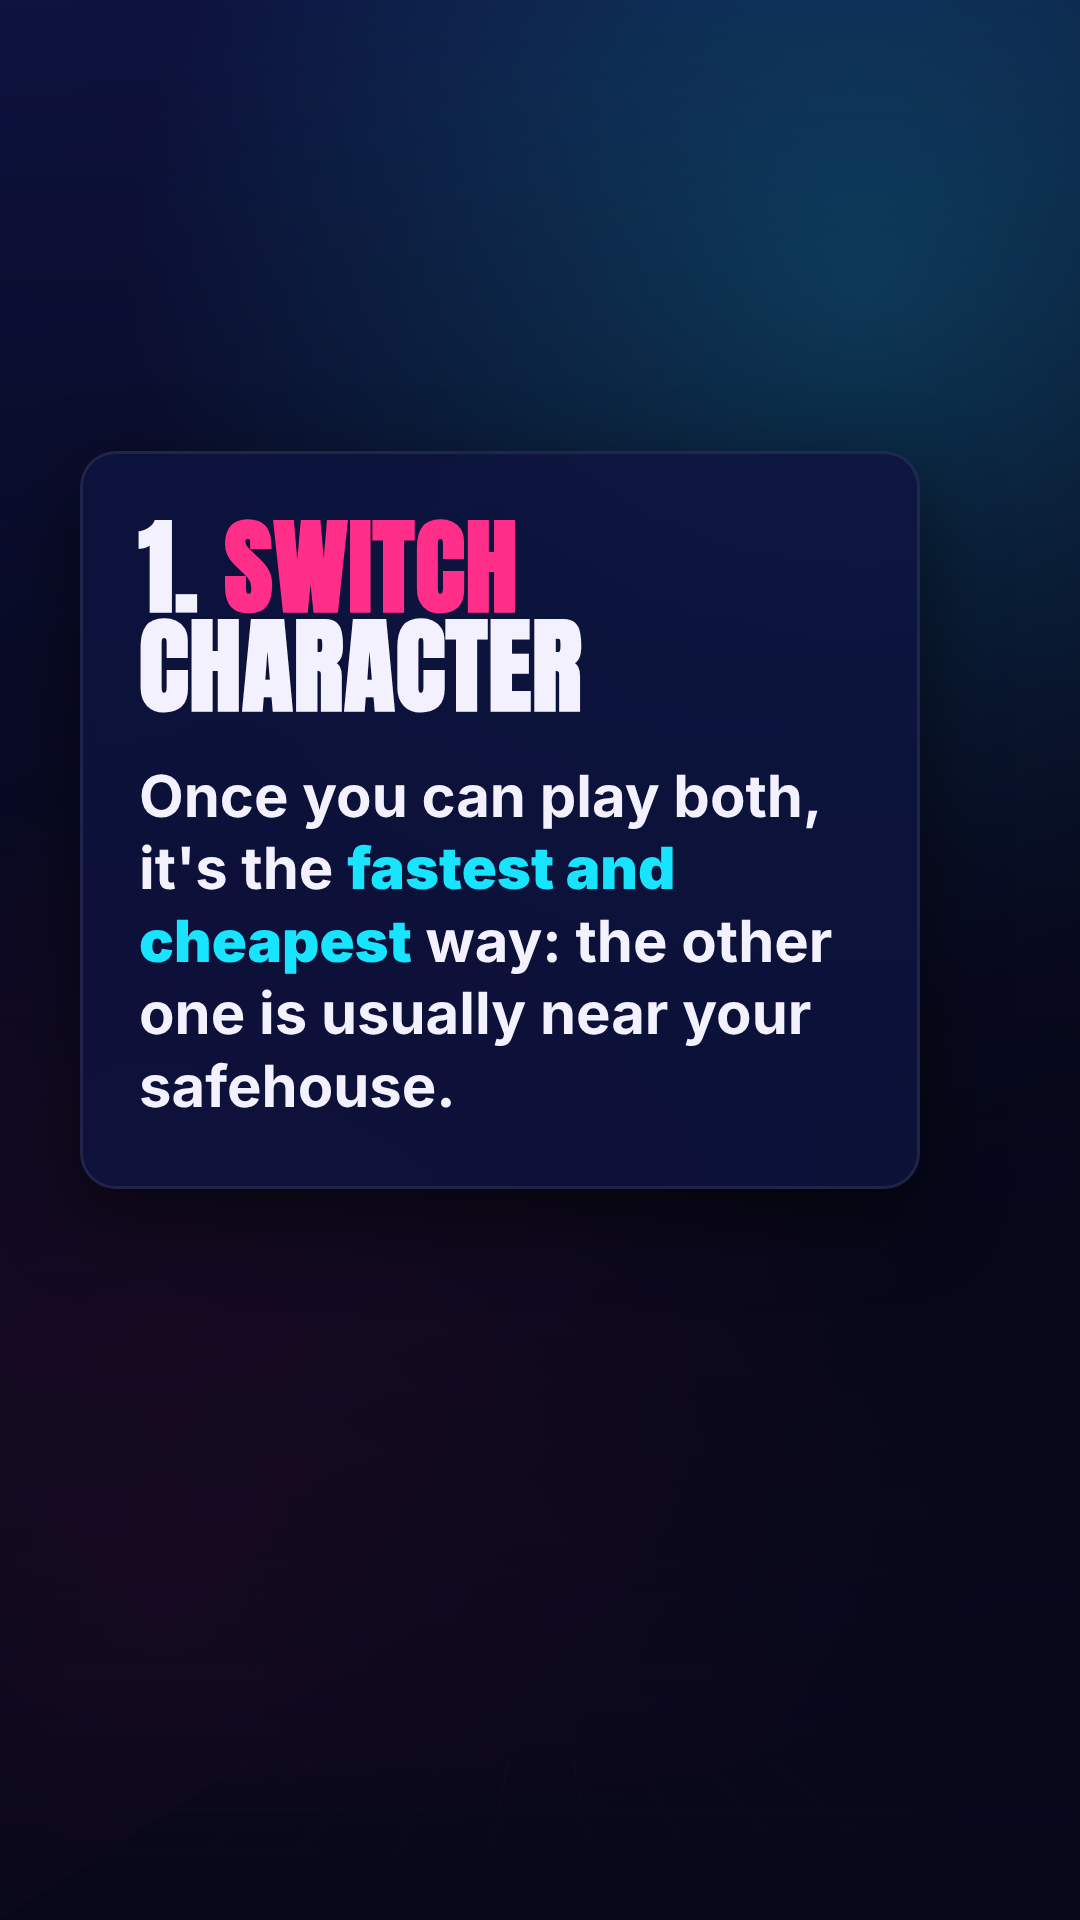 1. SWITCH
CHARACTER
Once you can play both,
it's the fastest and
cheapest way: the other
one is usually near your
safehouse.